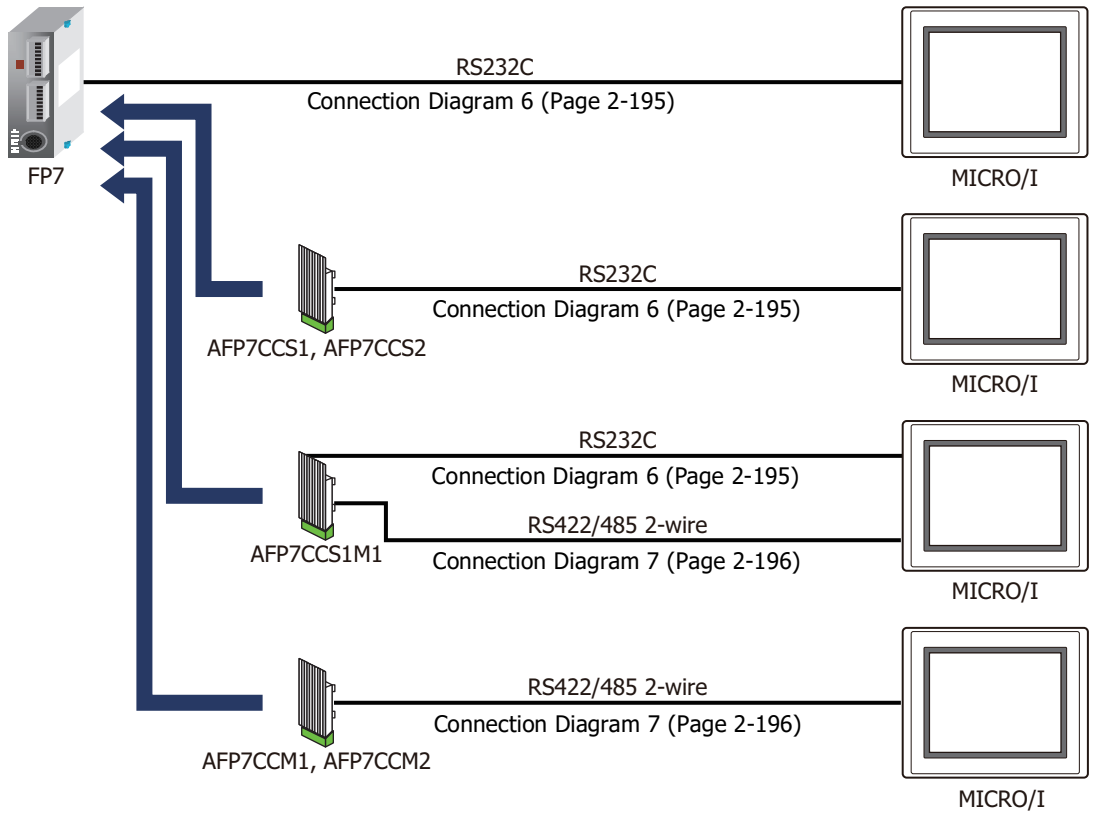 RS232C
Connection Diagram 6 (Page 2-195)
FP7
MICRO/I
RS232C
Connection Diagram 6 (Page 2-195)
AFP7CCS1, AFP7CCS2
MICRO/I
RS232C
Connection Diagram 6 (Page 2-195)
RS422/485 2-wire
AFP7CCS1M1
Connection Diagram 7 (Page 2-196)
MICRO/I
RS422/485 2-wire
Connection Diagram 7 (Page 2-196)
AFP7CCM1, AFP7CCM2
MICRO/I